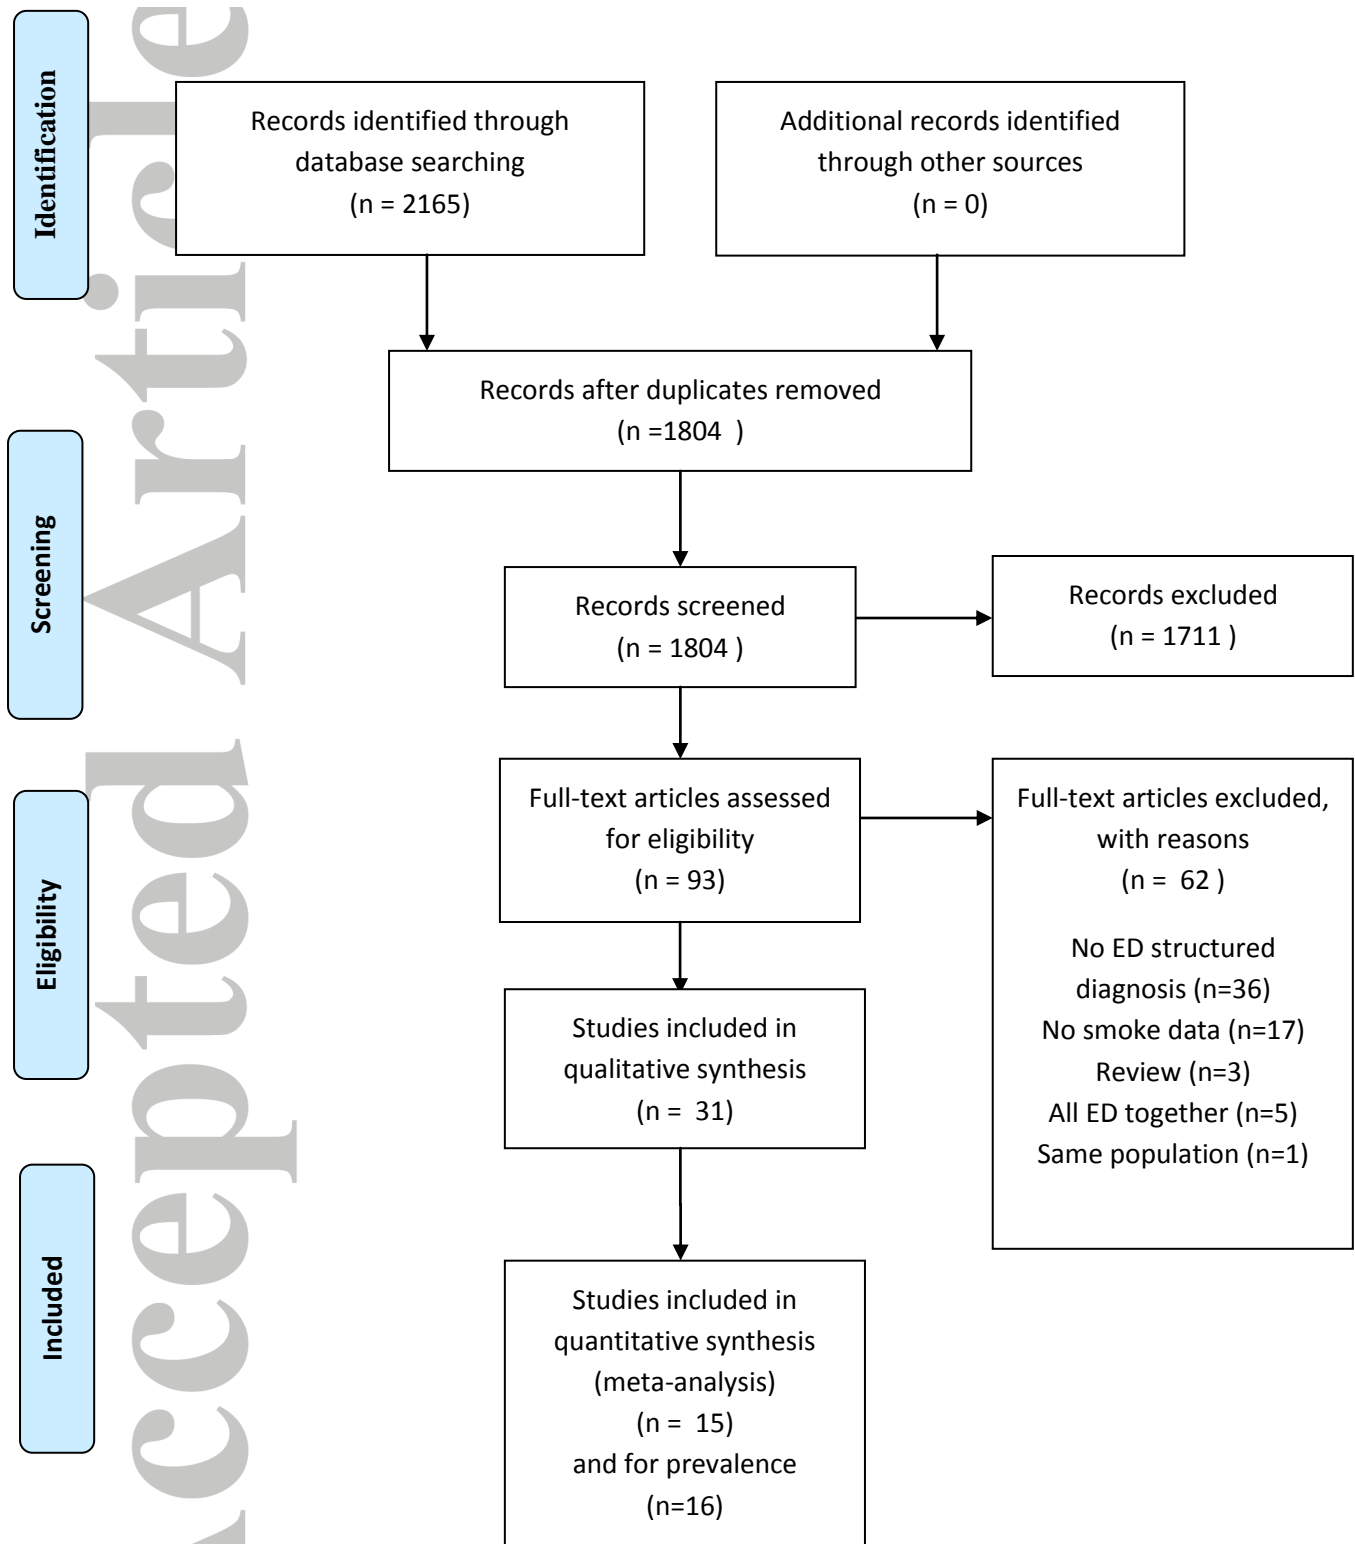 Identification
Records identified through
database searching
(n = 2165)
Additional records identified
through other sources
(n = 0)
Records after duplicates removed
(n =1804  )
Screening
Records screened
(n = 1804 )
Records excluded
(n = 1711 )
Eligibility
Full-text articles assessed
for eligibility
(n = 93)
Full-text articles excluded,
with reasons
(n =  62 )
No ED structured
diagnosis (n=36)
No smoke data (n=17)
Review (n=3)
All ED together (n=5)
Same population (n=1)
Studies included in
qualitative synthesis
(n =  31)
Included
Studies included in
quantitative synthesis
(meta-analysis)
(n =  15)
and for prevalence
(n=16)
Accepted Article